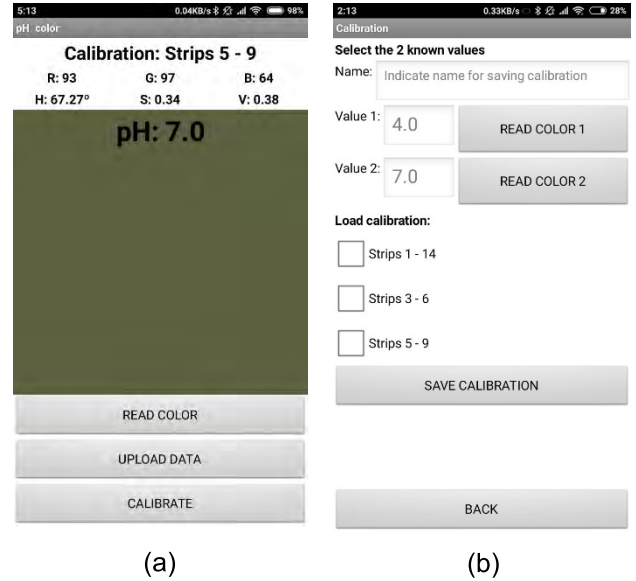 5:13 0.04KB/s 98%
pH color
Calibration: Strips 5 - 9
R: 93 G: 97 B: 64
H: 67.27º S: 0.34 V: 0.38
pH: 7.0
READ COLOR
UPLOAD DATA
CALIBRATE
(a)
2:13 0.33KB/s 28%
Calibration
Select the 2 known values
Name: Indicate name for saving calibration
Value 1: 4.0 READ COLOR 1
Value 2: 7.0 READ COLOR 2
Load calibration:
Strips 1 - 14
Strips 3 - 6
Strips 5 - 9
SAVE CALIBRATION
BACK
(b)